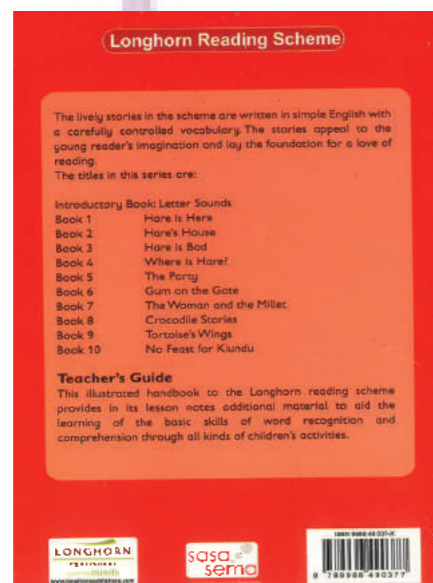 Longhorn Reading Scheme
The lively stories in the scheme are written in simple English with
a carefully controlled vocabulary. The stories appeal to the
young reader's imagination and lay the foundation for a love of
reading.
The titles in this series are:
Introductory Book: Letter Sounds
Book 1 Hare is Here
Book 2 Hare's House
Book 3 Hare is Bad
Book 4 Where is Hare?
Book 5 The Party
Book 6 Gum on the Gate
Book 7 The Woman and the Millet
Book 8 Crocodile Stories
Book 9 Tortoise's Wings
Book 10 No Feast for Kiundu
Teacher's Guide
This illustrated handbook to the Longhorn reading scheme
provides in its lesson notes additional material to aid the
learning of the basic skills of word recognition and
comprehension through all kinds of children's activities.
LONGHORN
PUBLISHERS
sasa
sema
9 789966 490377